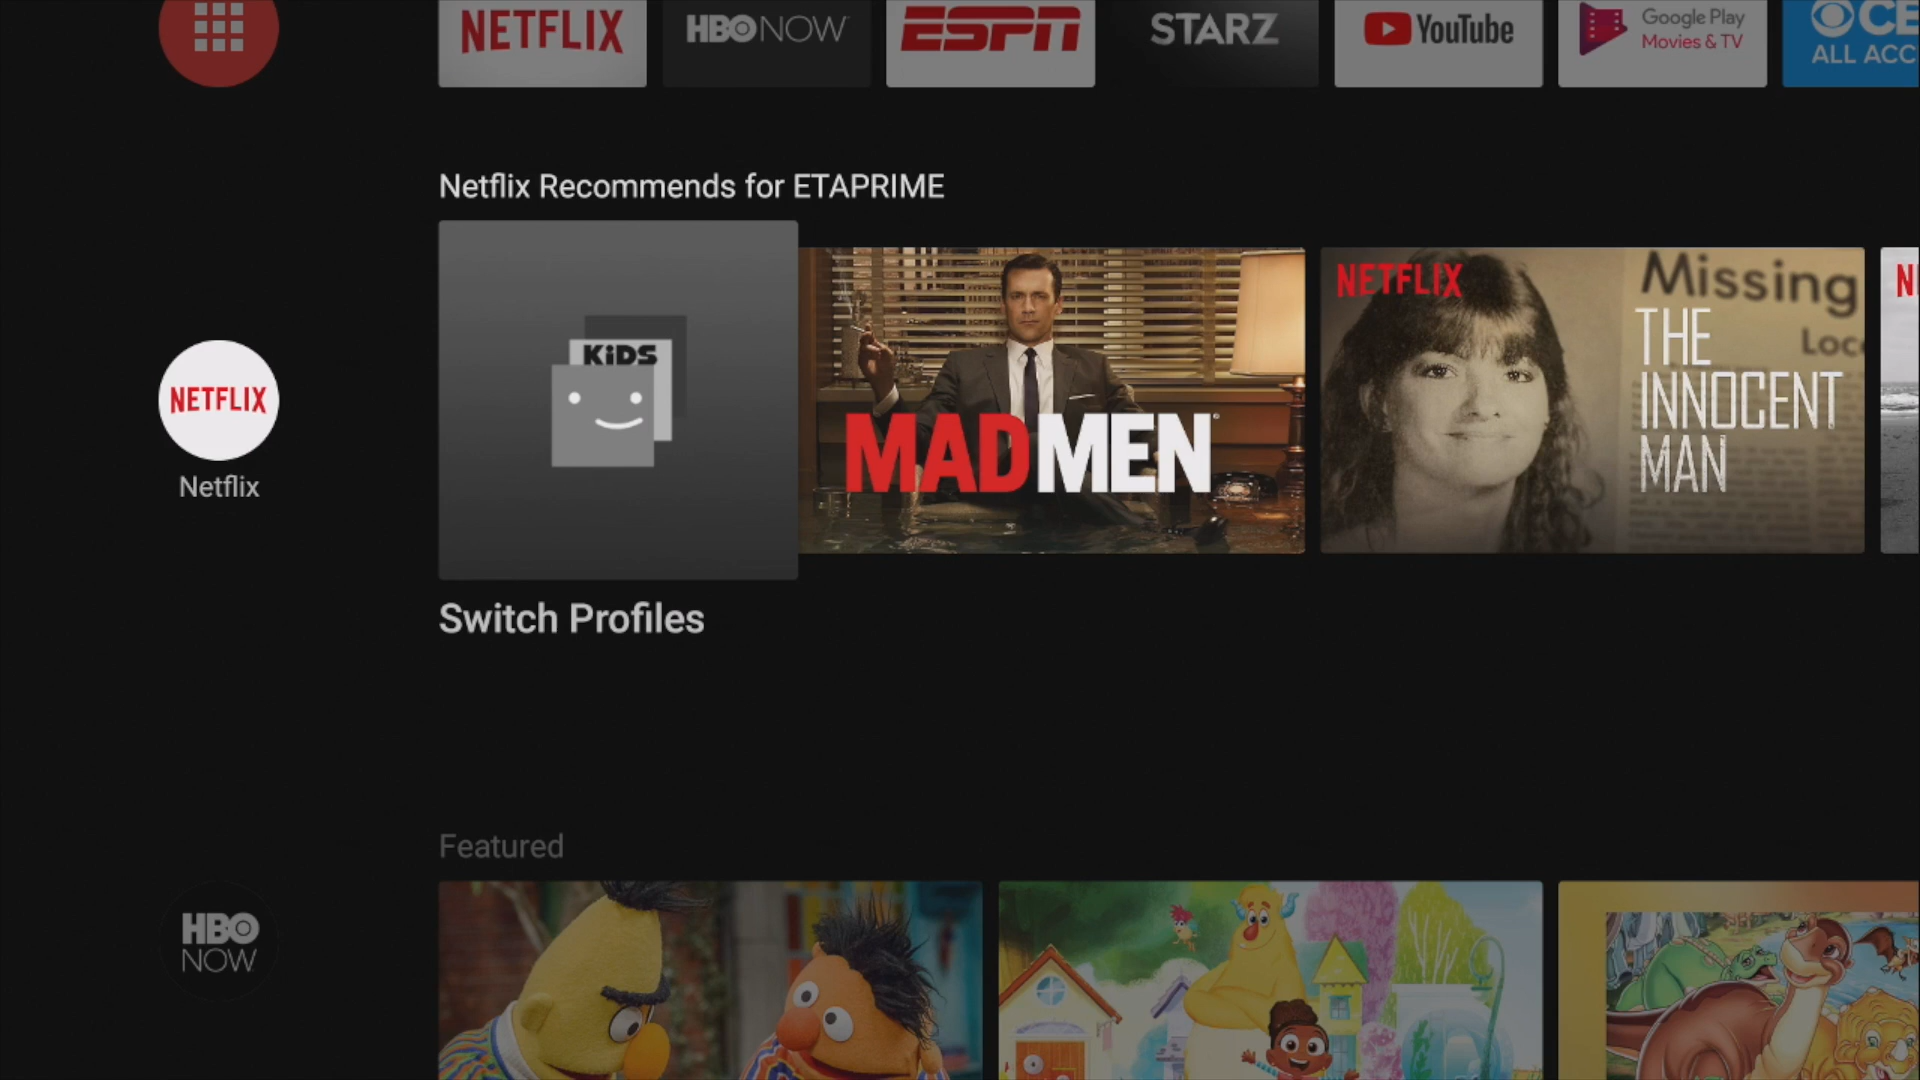 NETFLIX
HBO NOW
ESPN
STARZ
YouTube
Google Play
Movies & TV
ALL ACC
Netflix Recommends for ETAPRIME
KiDS
MAD MEN
NETFLIX
Missing
Loc
THE
INNOCENT
MAN
N
NETFLIX
Netflix
Switch Profiles
Featured
HBO
NOW